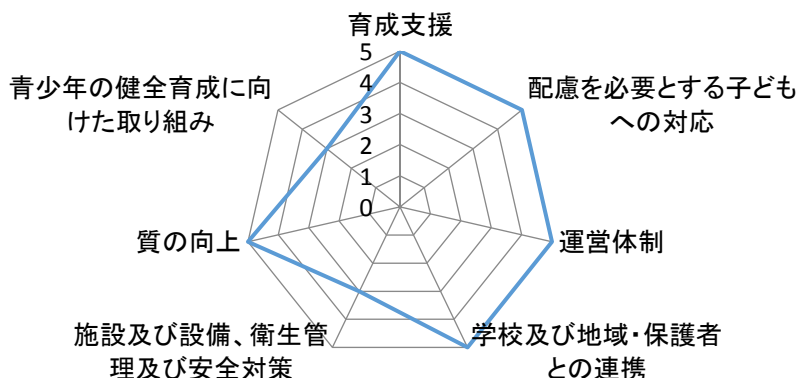 育成支援
5
4
3
2
1
0
配慮を必要とする子ども
への対応
運営体制
学校及び地域・保護者
との連携
施設及び設備、衛生管
理及び安全対策
質の向上
青少年の健全育成に向
けた取り組み